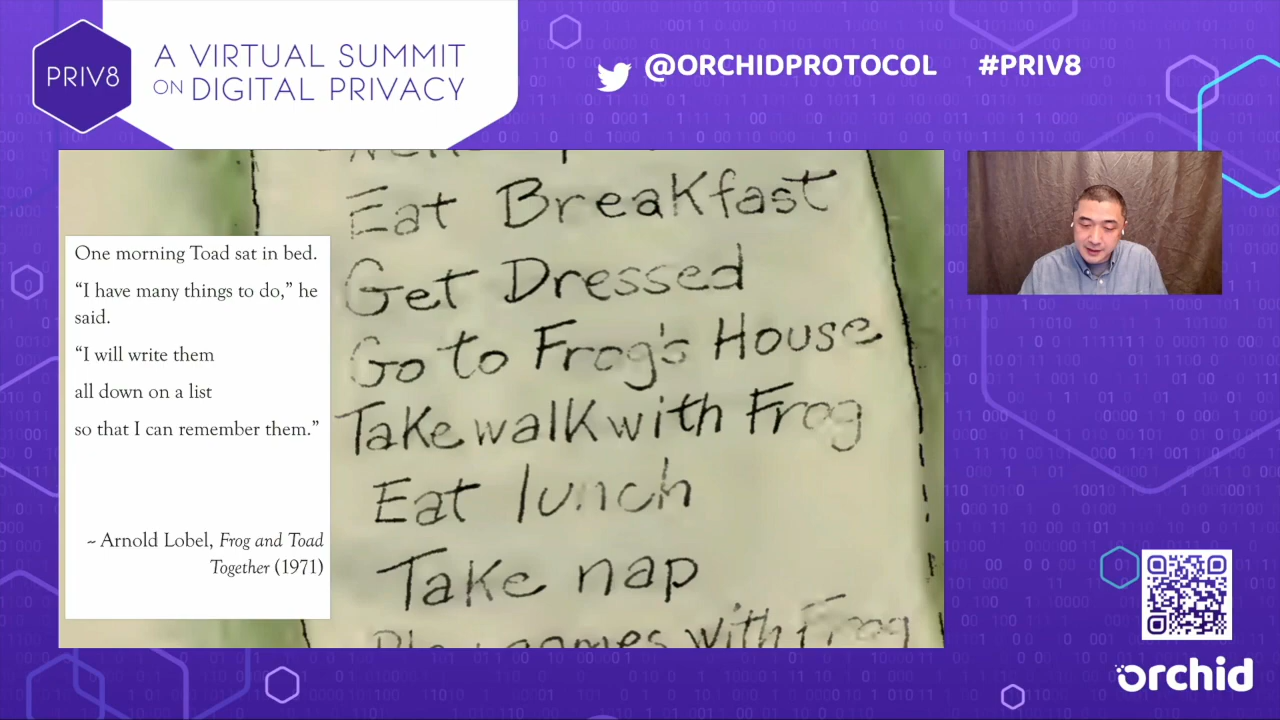 PRIV8
A VIRTUAL SUMMIT
ON DIGITAL PRIVACY
@ORCHIDPROTOCOL #PRIV8
One morning Toad sat in bed.
“I have many things to do,” he
said.
“I will write them
all down on a list
so that I can remember them.”
~ Arnold Lobel, Frog and Toad
Together (1971)
Eat Breakfast
Get Dressed
Go to Frog's House
Take walk with Frog
Eat lunch
Take nap
games with Frog
orchid